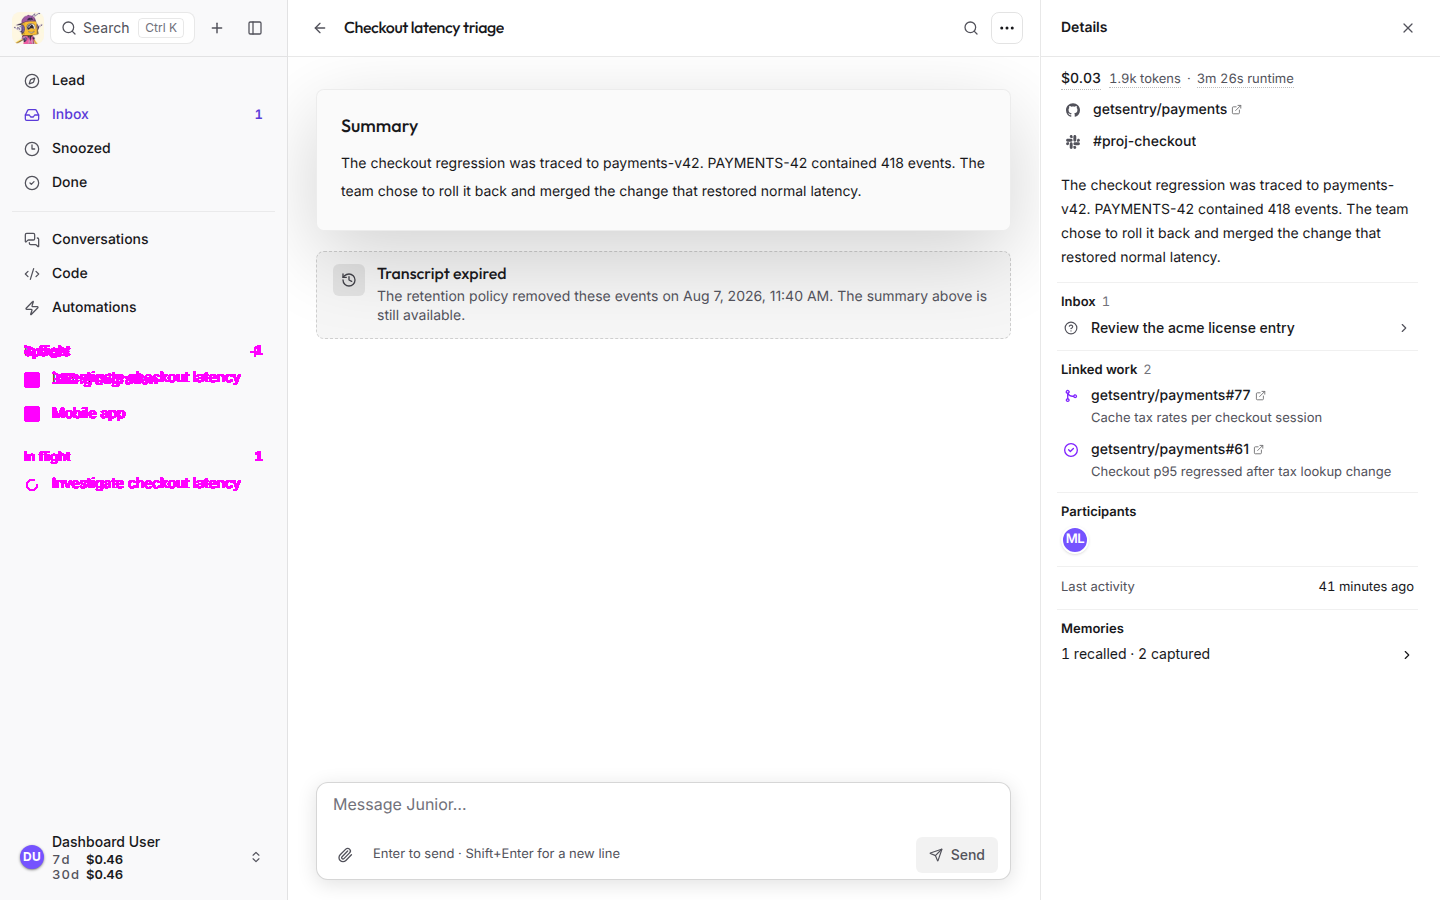 Search Ctrl K
Lead
Inbox 1
Snoozed
Done
Conversations
Code
Automations
Mobile app
In flight 1
Investigate checkout latency
Dashboard User
DU
7d $0.46
30d $0.46
Checkout latency triage
Summary
The checkout regression was traced to payments-v42. PAYMENTS-42 contained 418 events. The
team chose to roll it back and merged the change that restored normal latency.
Transcript expired
The retention policy removed these events on Aug 7, 2026, 11:40 AM. The summary above is
still available.
Message Junior...
Enter to send · Shift+Enter for a new line
Send
Details
$0.03 1.9k tokens · 3m 26s runtime
getsentry/payments
#proj-checkout
The checkout regression was traced to payments-
v42. PAYMENTS-42 contained 418 events. The team
chose to roll it back and merged the change that
restored normal latency.
Inbox 1
Review the acme license entry
Linked work 2
getsentry/payments#77
Cache tax rates per checkout session
getsentry/payments#61
Checkout p95 regressed after tax lookup change
Participants
ML
Last activity 41 minutes ago
Memories
1 recalled · 2 captured